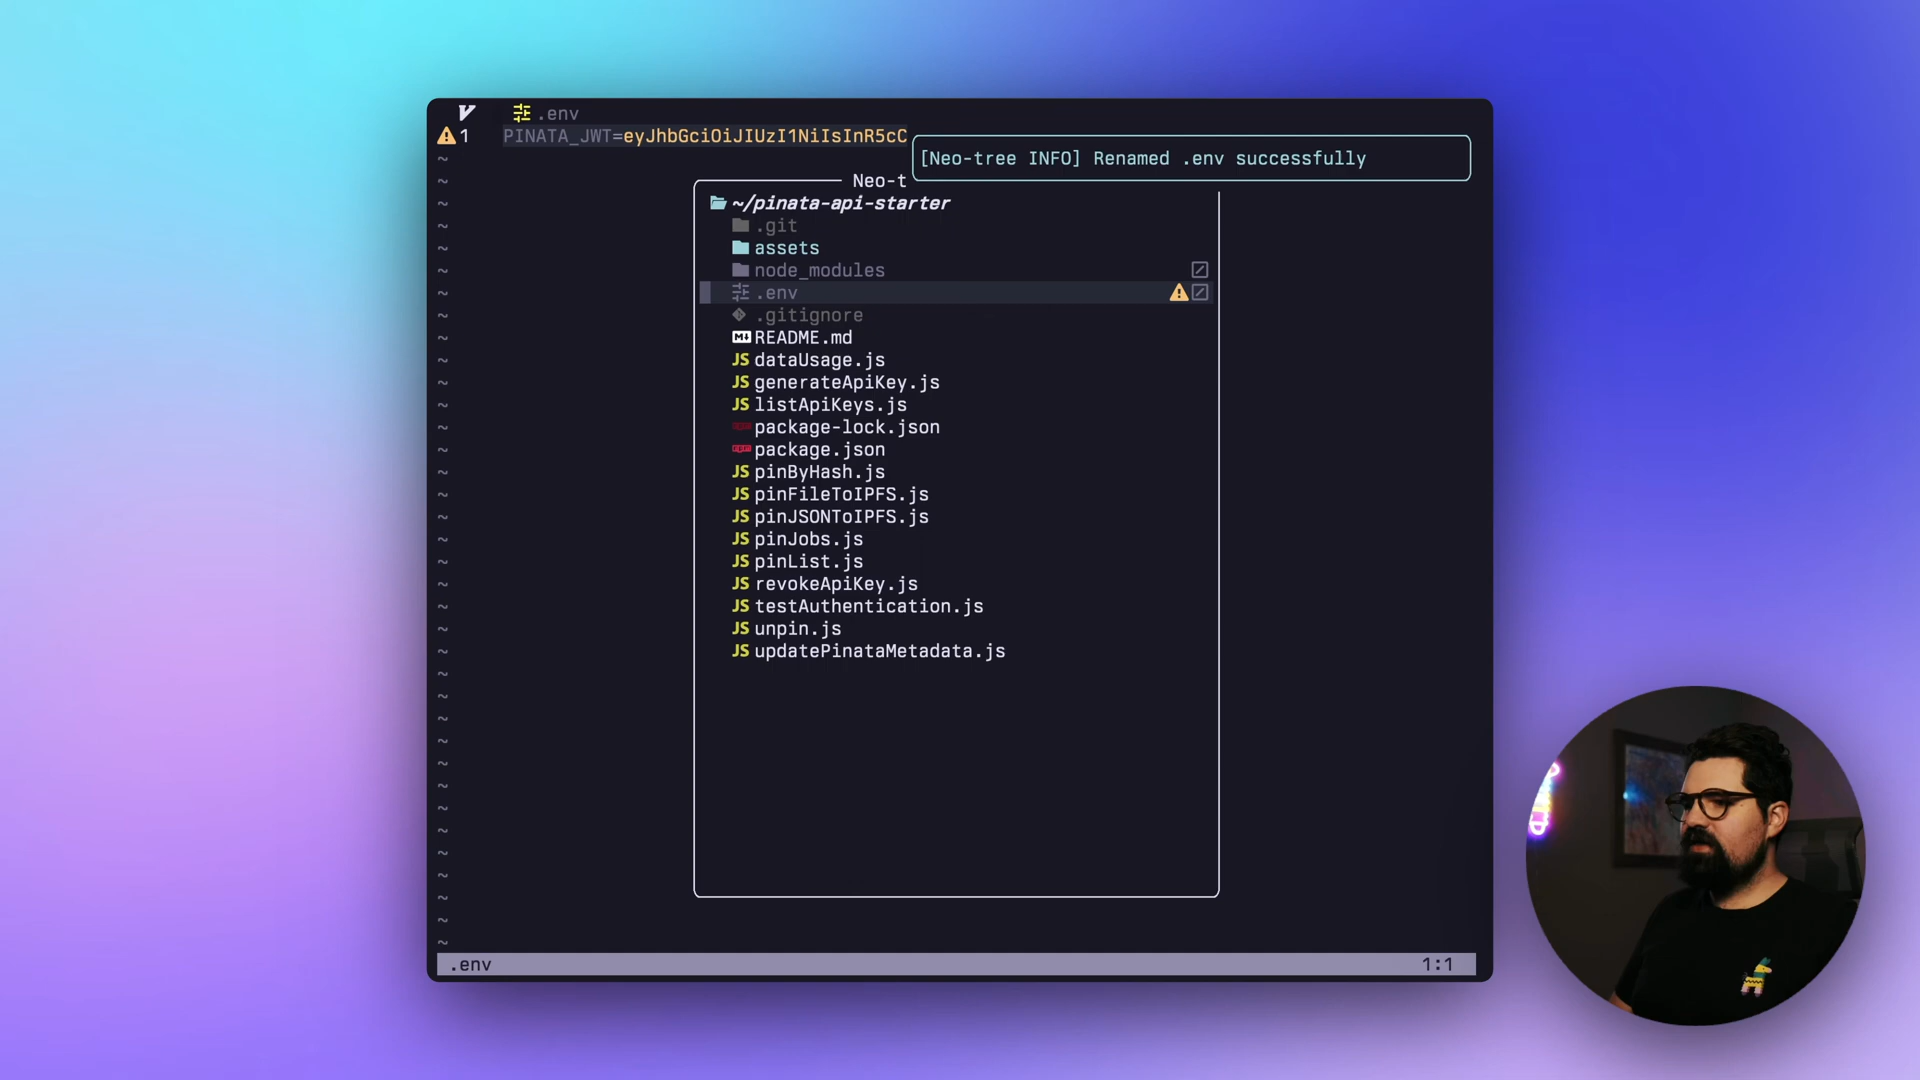 .env
1 PINATA_JWT=eyJhbGciOiJIUzI1NiIsInR5cC
[Neo-tree INFO] Renamed .env successfully
Neo-t
~/pinata-api-starter
.git
assets
node_modules
.env
.gitignore
README.md
JS dataUsage.js
JS generateApiKey.js
JS listApiKeys.js
package-lock.json
package.json
JS pinByHash.js
JS pinFileToIPFS.js
JS pinJSONToIPFS.js
JS pinJobs.js
JS pinList.js
JS revokeApiKey.js
JS testAuthentication.js
JS unpin.js
JS updatePinataMetadata.js
.env 1:1